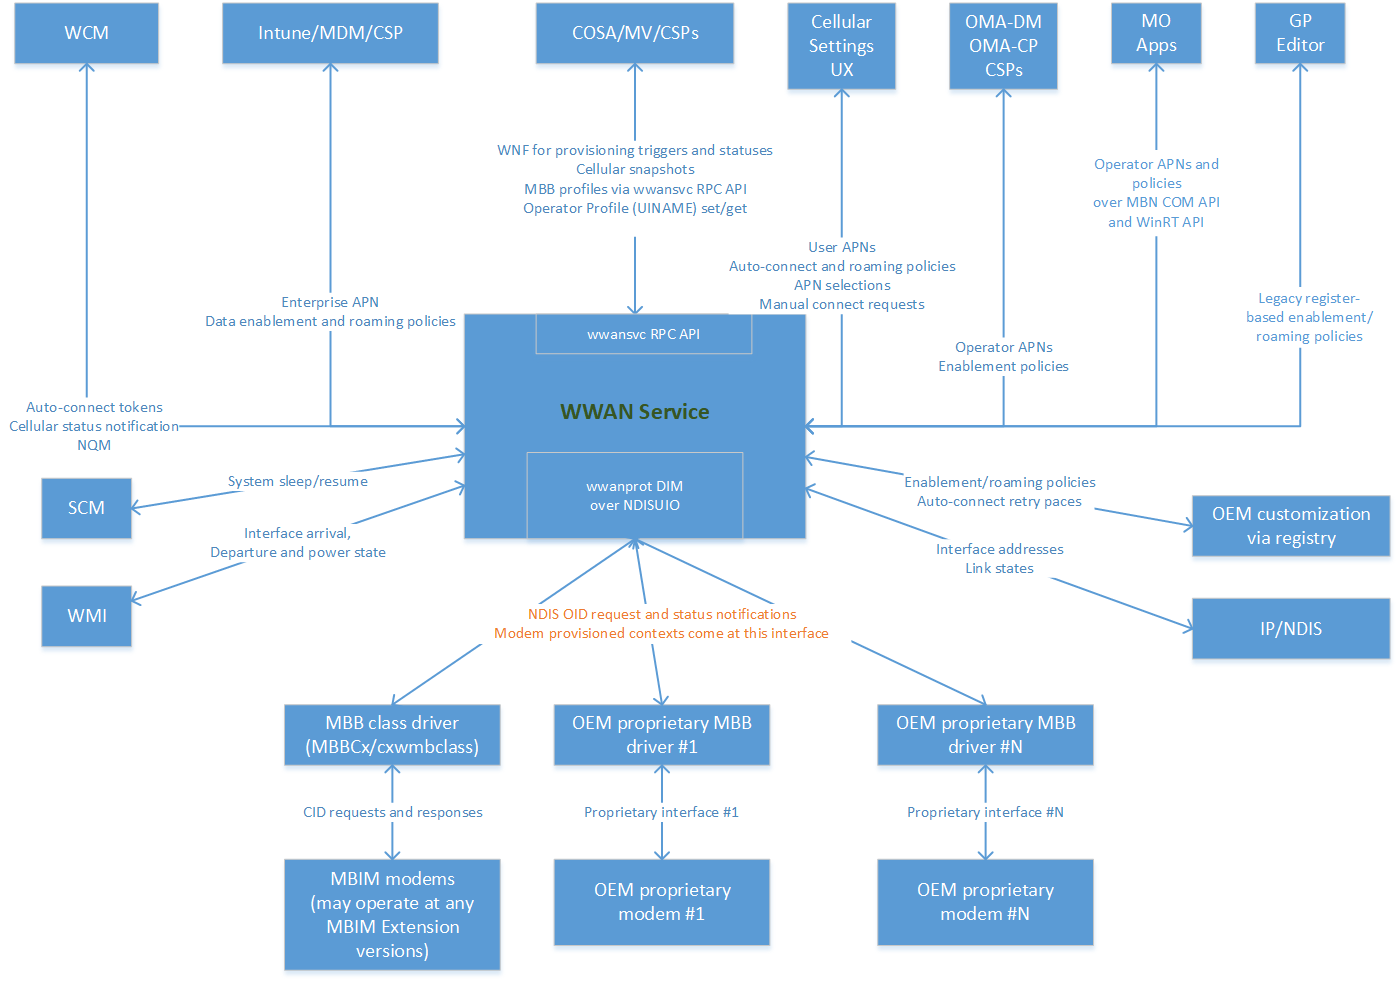 WCM
Intune/MDM/CSP
COSA/MV/CSPs
Cellular
Settings
UX
OMA-DM
OMA-CP
CSPs
MO
Apps
GP
Editor
WNF for provisioning triggers and statuses
Cellular snapshots
MBB profiles via wwansvc RPC API
Operator Profile (UINAME) set/get
Operator APNs and
policies
over MBN COM API
and WinRT API
User APNs
Auto-connect and roaming policies
APN selections
Manual connect requests
Enterprise APN
Data enablement and roaming policies
Legacy register-
based enablement/
roaming policies
wwansvc RPC API
Operator APNs
Enablement policies
Auto-connect tokens
Cellular status notification
NQM
WWAN Service
System sleep/resume
SCM
wwanprot DIM
over NDISUIO
Enablement/roaming policies
Auto-connect retry paces
OEM customization
via registry
Interface arrival,
Departure and power state
Interface addresses
Link states
WMI
IP/NDIS
NDIS OID request and status notifications
Modem provisioned contexts come at this interface
MBB class driver
(MBBCx/cxwmbclass)
OEM proprietary MBB
driver #1
OEM proprietary MBB
driver #N
CID requests and responses
Proprietary interface #1
Proprietary interface #N
MBIM modems
(may operate at any
MBIM Extension
versions)
OEM proprietary
modem #1
OEM proprietary
modem #N